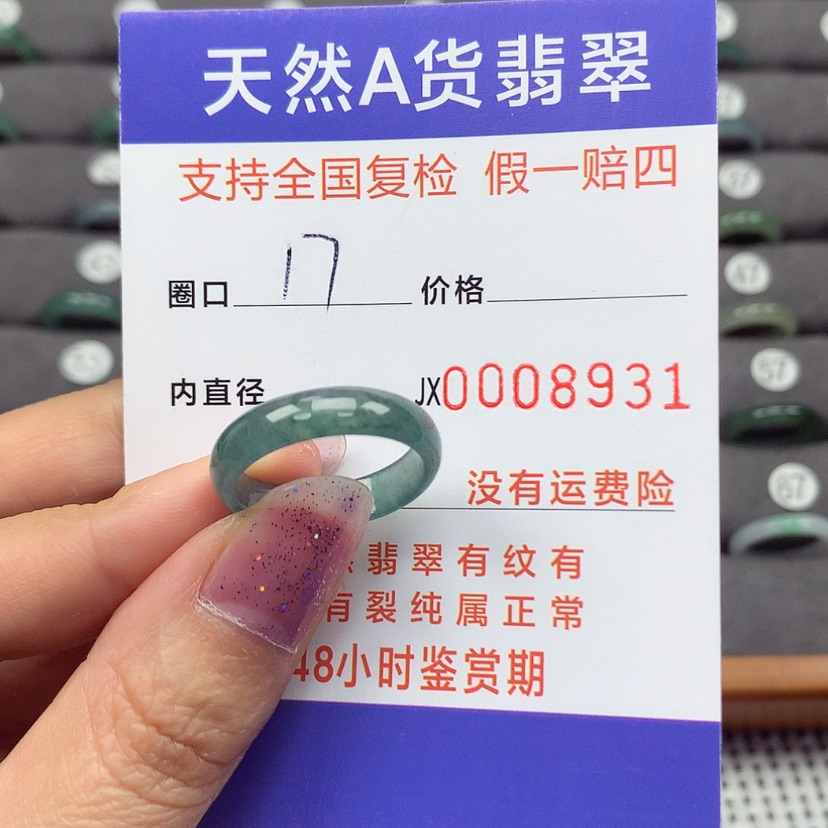 天然A货翡翠
支持全国复检 假一赔四
圈口 17 价格
内直径 JX0008931
没有运费险
翡翠有纹有
有裂纯属正常
48小时鉴赏期